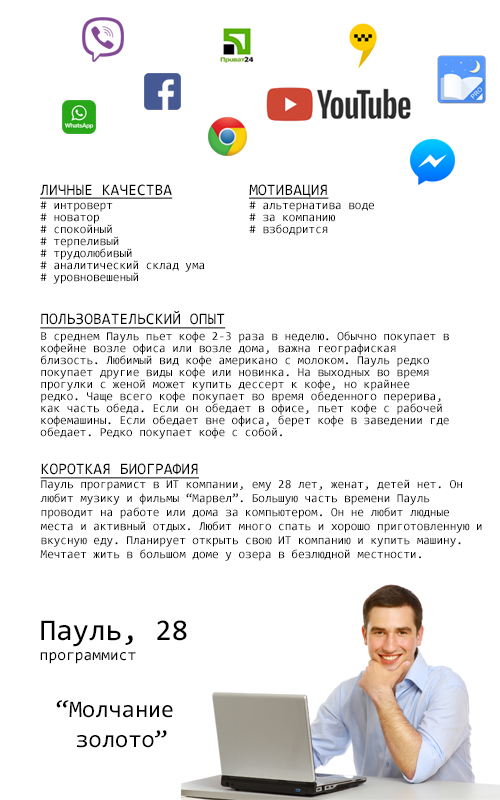 Приват24
WhatsApp
YouTube
PRO
ЛИЧНЫЕ КАЧЕСТВА
# интроверт
# новатор
# спокойный
# терпеливый
# трудолюбивый
# аналитический склад ума
# уровновешеный
МОТИВАЦИЯ
# альтернатива воде
# за компанию
# взбодрится
ПОЛЬЗОВАТЕЛЬСКИЙ ОПЫТ
В среднем Пауль пьет кофе 2-3 раза в неделю. Обычно покупает в
кофейне возле офиса или возле дома, важна географиская
близость. Любимый вид кофе американо с молоком. Пауль редко
покупает другие виды кофе или новинка. На выходных во время
прогулки с женой может купить дессерт к кофе, но крайнее
редко. Чаще всего кофе покупает во время обеденного перерива,
как часть обеда. Если он обедает в офисе, пьет кофе с рабочей
кофемашины. Если обедает вне офиса, берет кофе в заведении где
обедает. Редко покупает кофе с собой.
КОРОТКАЯ БИОГРАФИЯ
Пауль програмист в ИТ компании, ему 28 лет, женат, детей нет. Он
любит музику и фильмы “Марвел”. Большую часть времени Пауль
проводит на работе или дома за компьютером. Он не любит людные
места и активный отдых. Любит много спать и хорошо приготовленную и
вкусную еду. Планирует открыть свою ИТ компанию и купить машину.
Мечтает жить в большом доме у озера в безлюдной местности.
Пауль, 28
программист
“Молчание
золото”